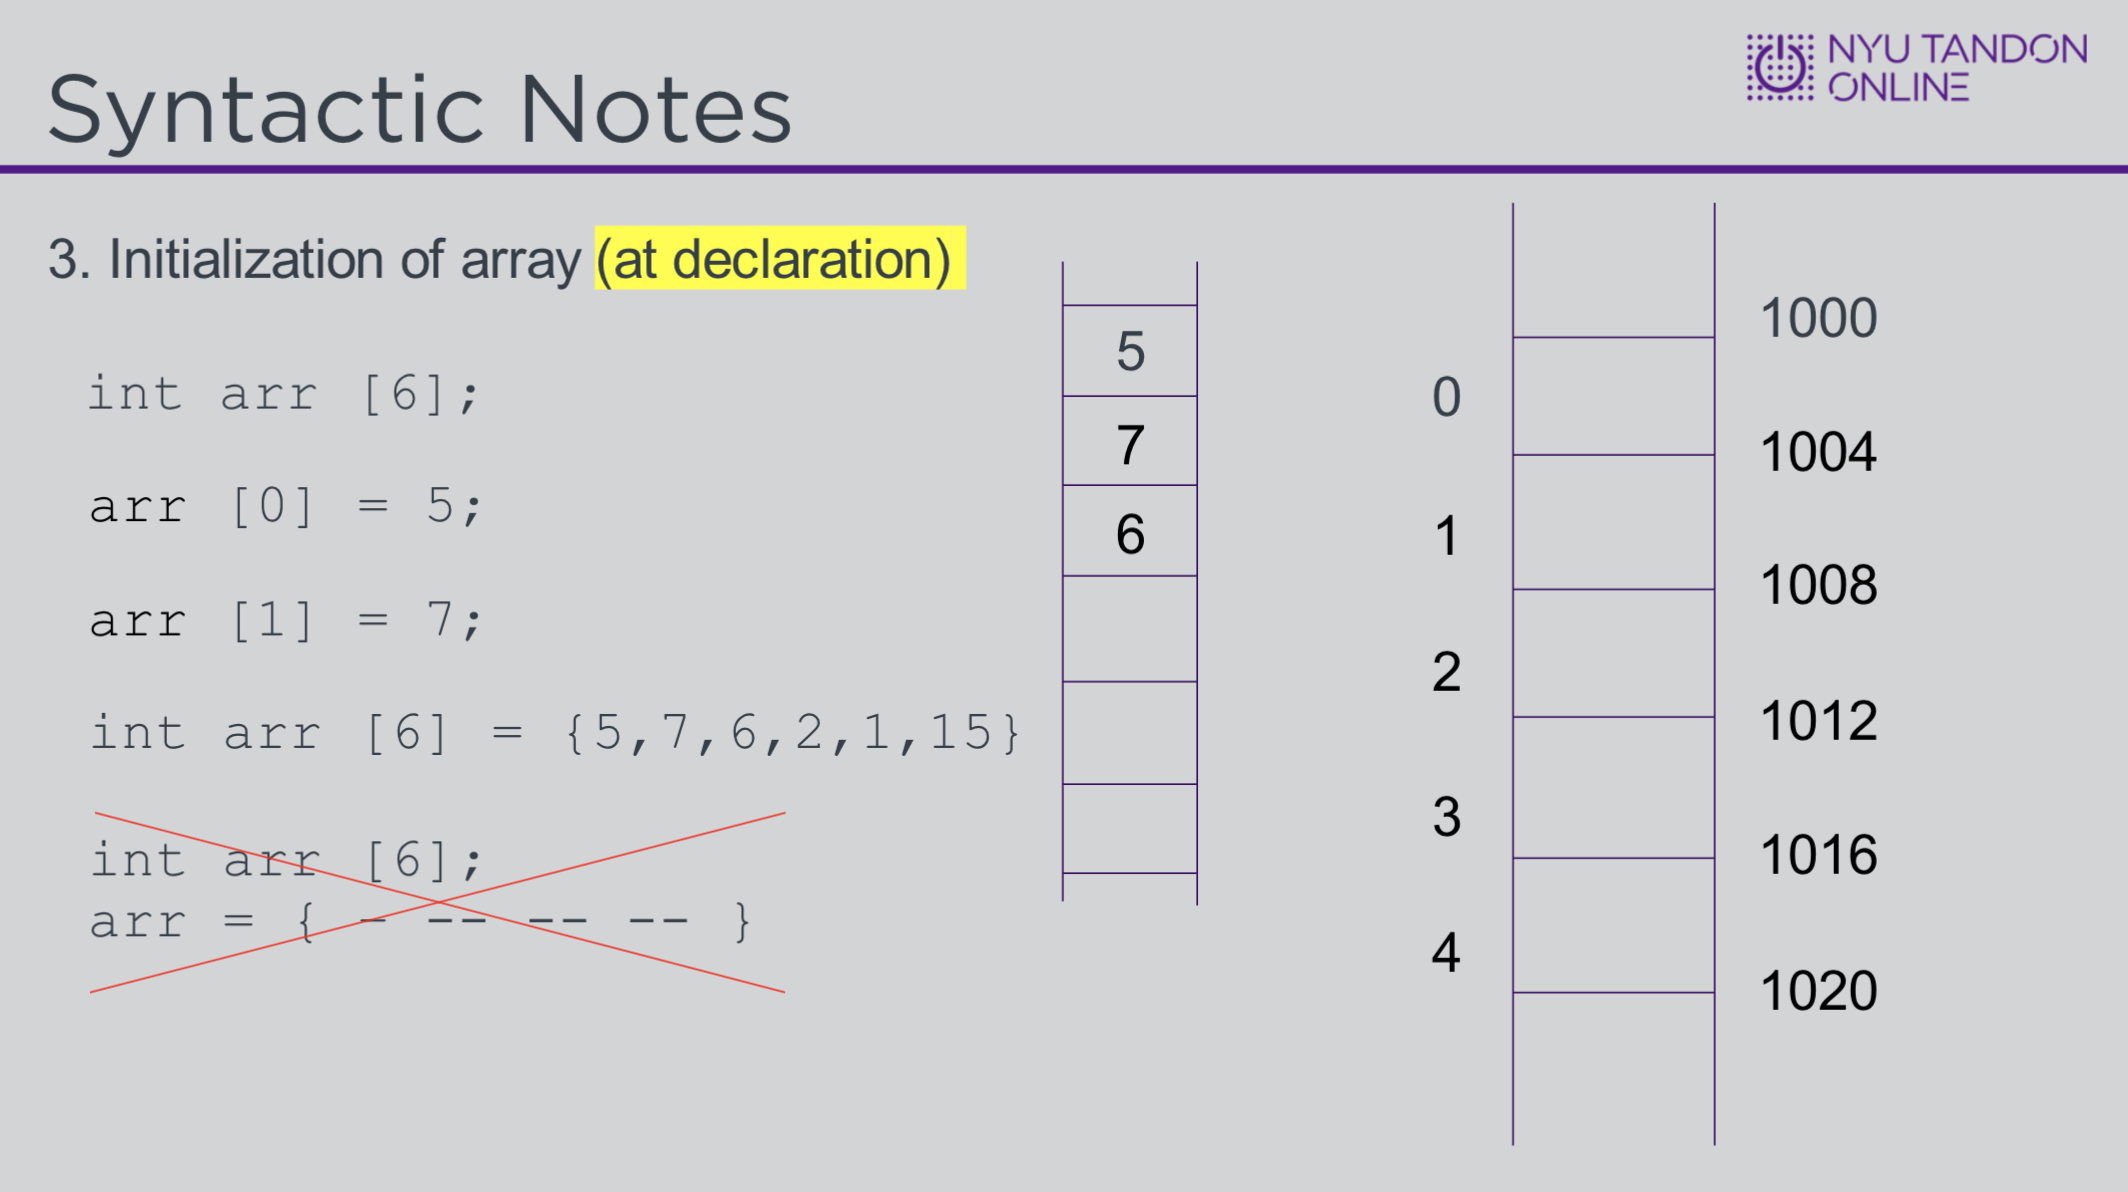 Syntactic Notes
NYU TANDON
ONLINE
3. Initialization of array (at declaration)
int arr [6];
arr [0] = 5;
arr [1] = 7;
int arr [6] = {5,7,6,2,1,15}
int arr [6];
arr = { - -- -- -- }
5
7
6
0
1
2
3
4
1000
1004
1008
1012
1016
1020